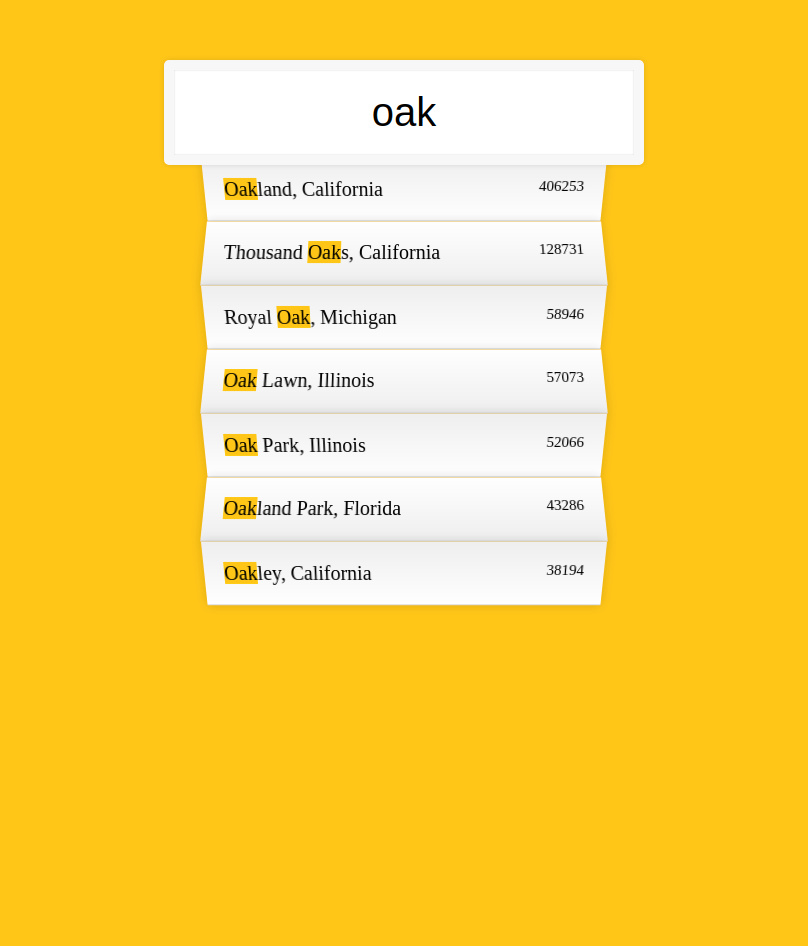 oak
Oakland, California 406253
Thousand Oaks, California 128731
Royal Oak, Michigan 58946
Oak Lawn, Illinois 57073
Oak Park, Illinois 52066
Oakland Park, Florida 43286
Oakley, California 38194